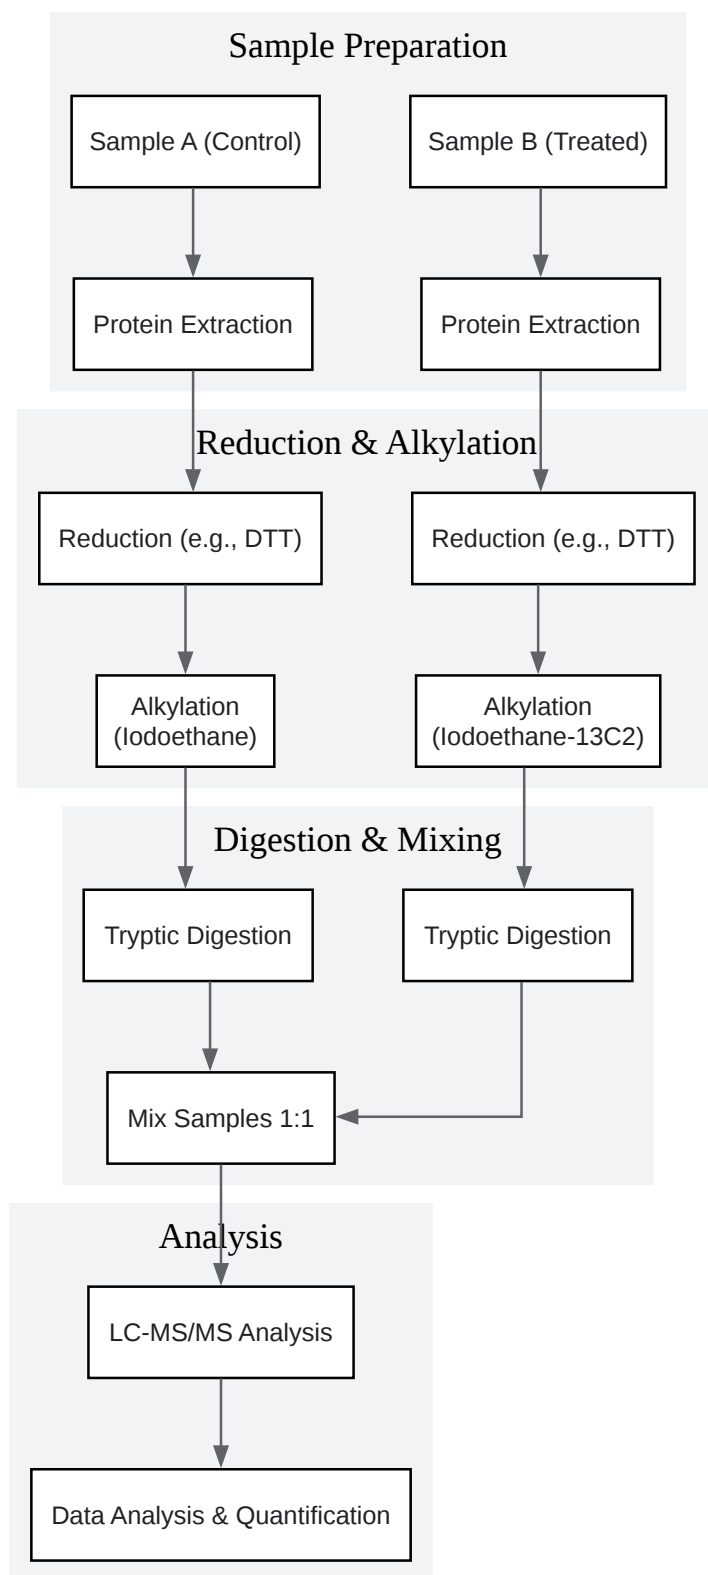 Sample Preparation
Sample A (Control)
Sample B (Treated)
Protein Extraction
Protein Extraction
Reduction & Alkylation
Reduction (e.g., DTT)
Reduction (e.g., DTT)
Alkylation
(Iodoethane)
Alkylation
(Iodoethane-13C2)
Digestion & Mixing
Tryptic Digestion
Tryptic Digestion
Mix Samples 1:1
Analysis
LC-MS/MS Analysis
Data Analysis & Quantification